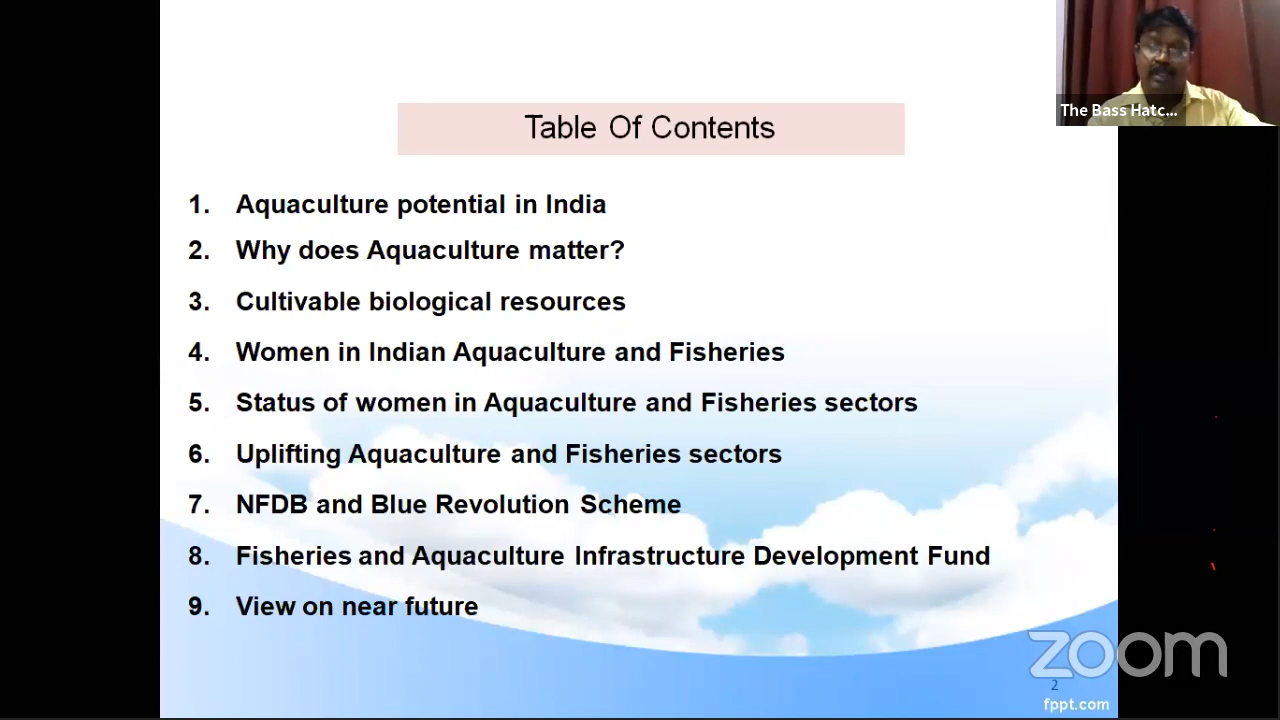 Table Of Contents
The Bass Hatc...
1. Aquaculture potential in India
2. Why does Aquaculture matter?
3. Cultivable biological resources
4. Women in Indian Aquaculture and Fisheries
5. Status of women in Aquaculture and Fisheries sectors
6. Uplifting Aquaculture and Fisheries sectors
7. NFDB and Blue Revolution Scheme
8. Fisheries and Aquaculture Infrastructure Development Fund
9. View on near future
zoom
2
fppt.com